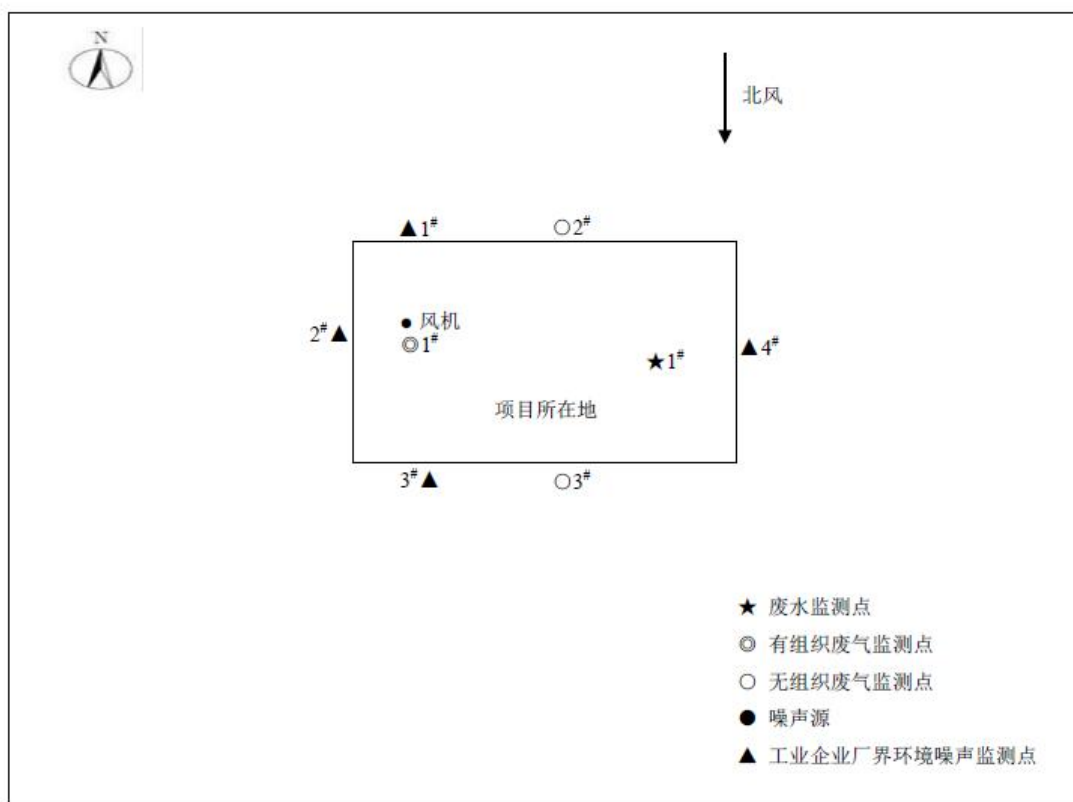 N
北风
▲1#
○2#
●风机
2#▲
◎1#
★1#
▲4#
项目所在地
3#▲
○3#
★ 废水监测点
◎ 有组织废气监测点
○ 无组织废气监测点
● 噪声源
▲ 工业企业厂界环境噪声监测点